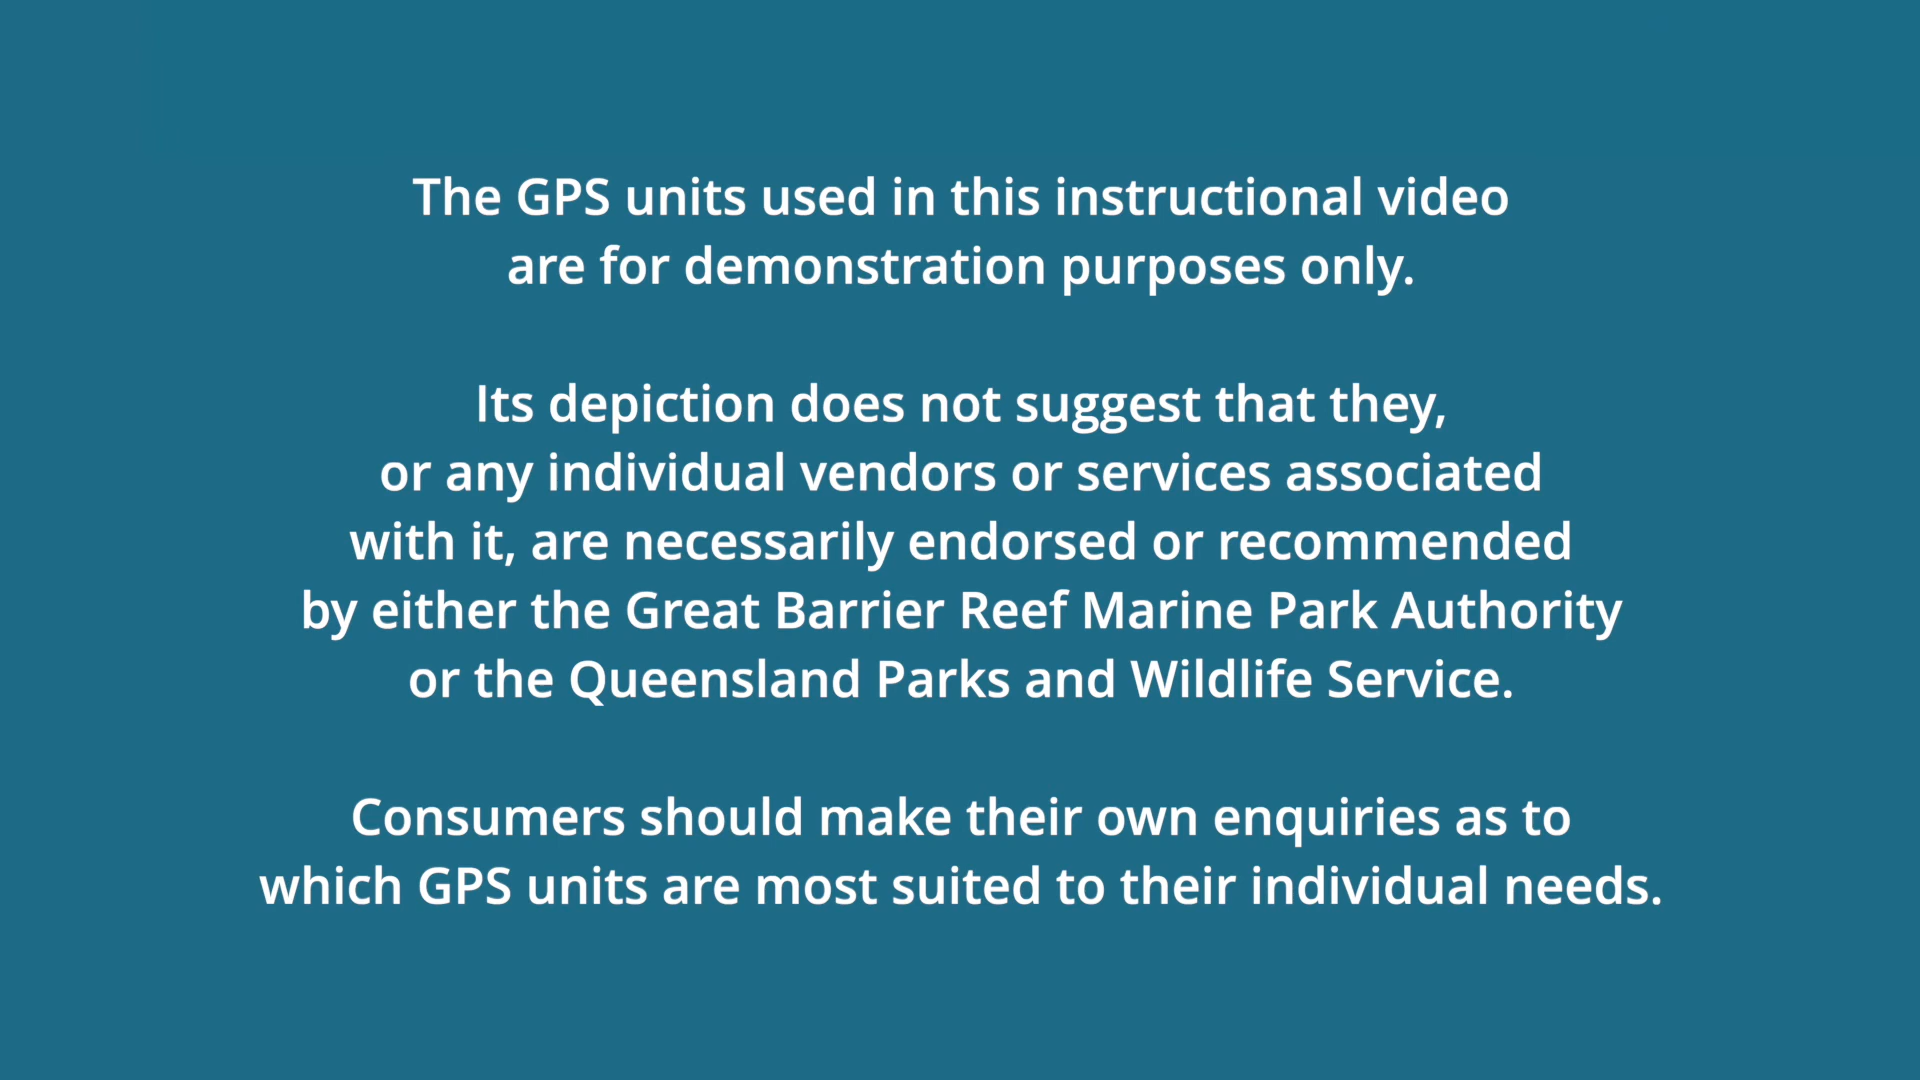 The GPS units used in this instructional video
are for demonstration purposes only.
Its depiction does not suggest that they,
or any individual vendors or services associated
with it, are necessarily endorsed or recommended
by either the Great Barrier Reef Marine Park Authority
or the Queensland Parks and Wildlife Service.
Consumers should make their own enquiries as to
which GPS units are most suited to their individual needs.